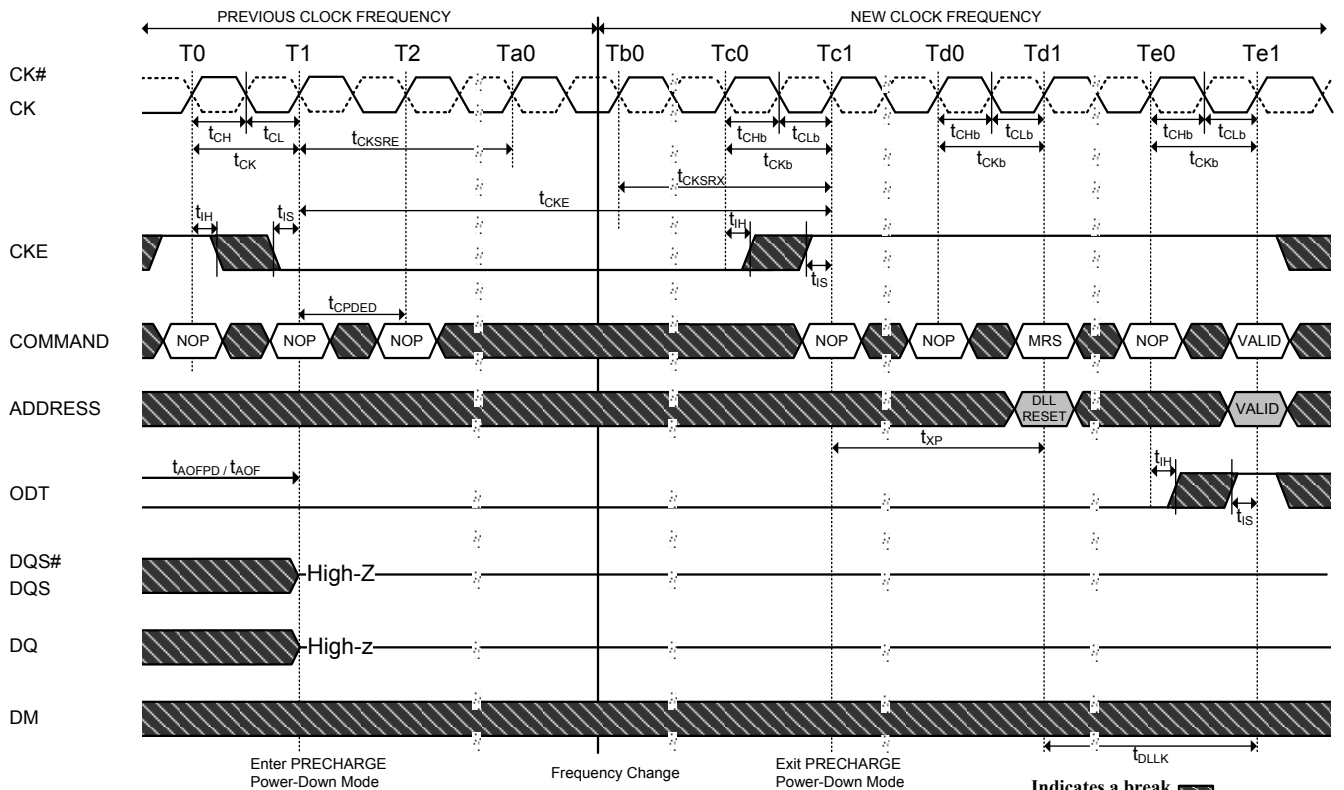 PREVIOUS CLOCK FREQUENCY NEW CLOCK FREQUENCY
T0 T1 T2 Ta0 Tb0 Tc0 Tc1 Td0 Td1 Te0 Te1
CK#
CK
tCH tCL tCHb tCLb tCHb tCLb tCHb tCLb
tCK tCKSRE tCKb tCKb tCKb
tCKSRX
tCKE
tIH tIS tIH
CKE
tIS
tCPDED
COMMAND NOP NOP NOP NOP NOP MRS NOP VALID
ADDRESS DLL RESET VALID
tXP
tAOFPD / tAOF tIH
ODT
tIS
DQS#
DQS
High-Z
DQ High-z
DM
tDLLK
Enter PRECHARGE
Power-Down Mode
Frequency Change
Exit PRECHARGE
Power-Down Mode
Indicates a break